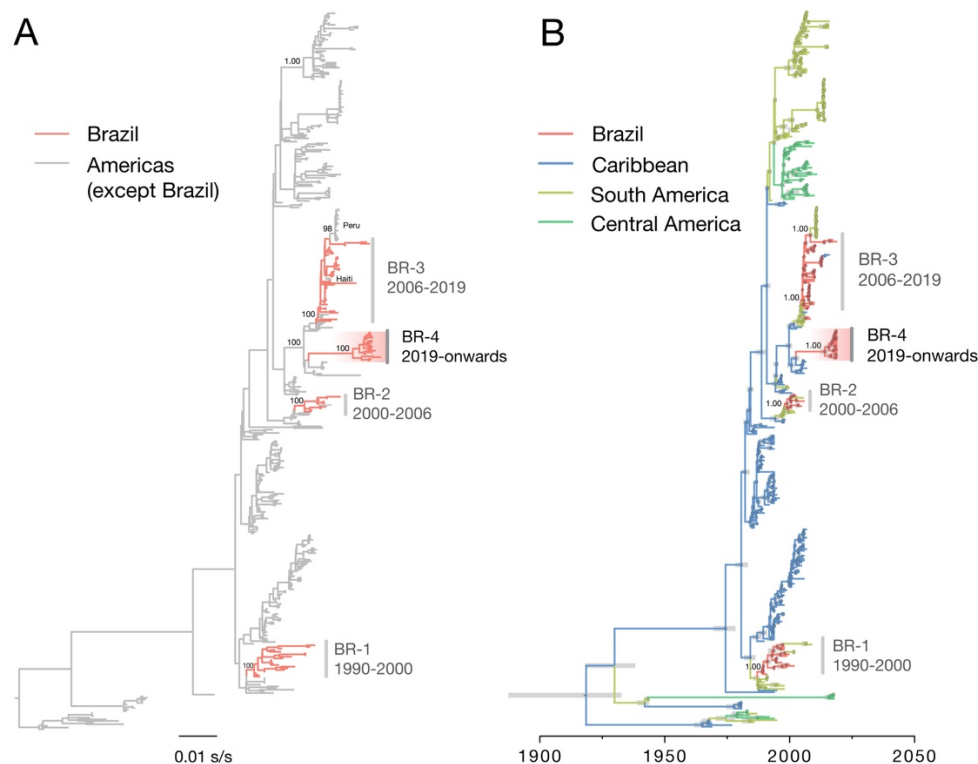 A
Brazil
Americas
(except Brazil)
1.00
98
Peru
BR-3
2006-2019
Haiti
100
100
100
BR-4
2019-onwards
100
BR-2
2000-2006
100
BR-1
1990-2000
0.01 s/s
B
Brazil
Caribbean
South America
Central America
1.00
BR-3
2006-2019
1.00
1.00
BR-4
2019-onwards
1.00
BR-2
2000-2006
1.00
BR-1
1990-2000
1900
1950
2000
2050